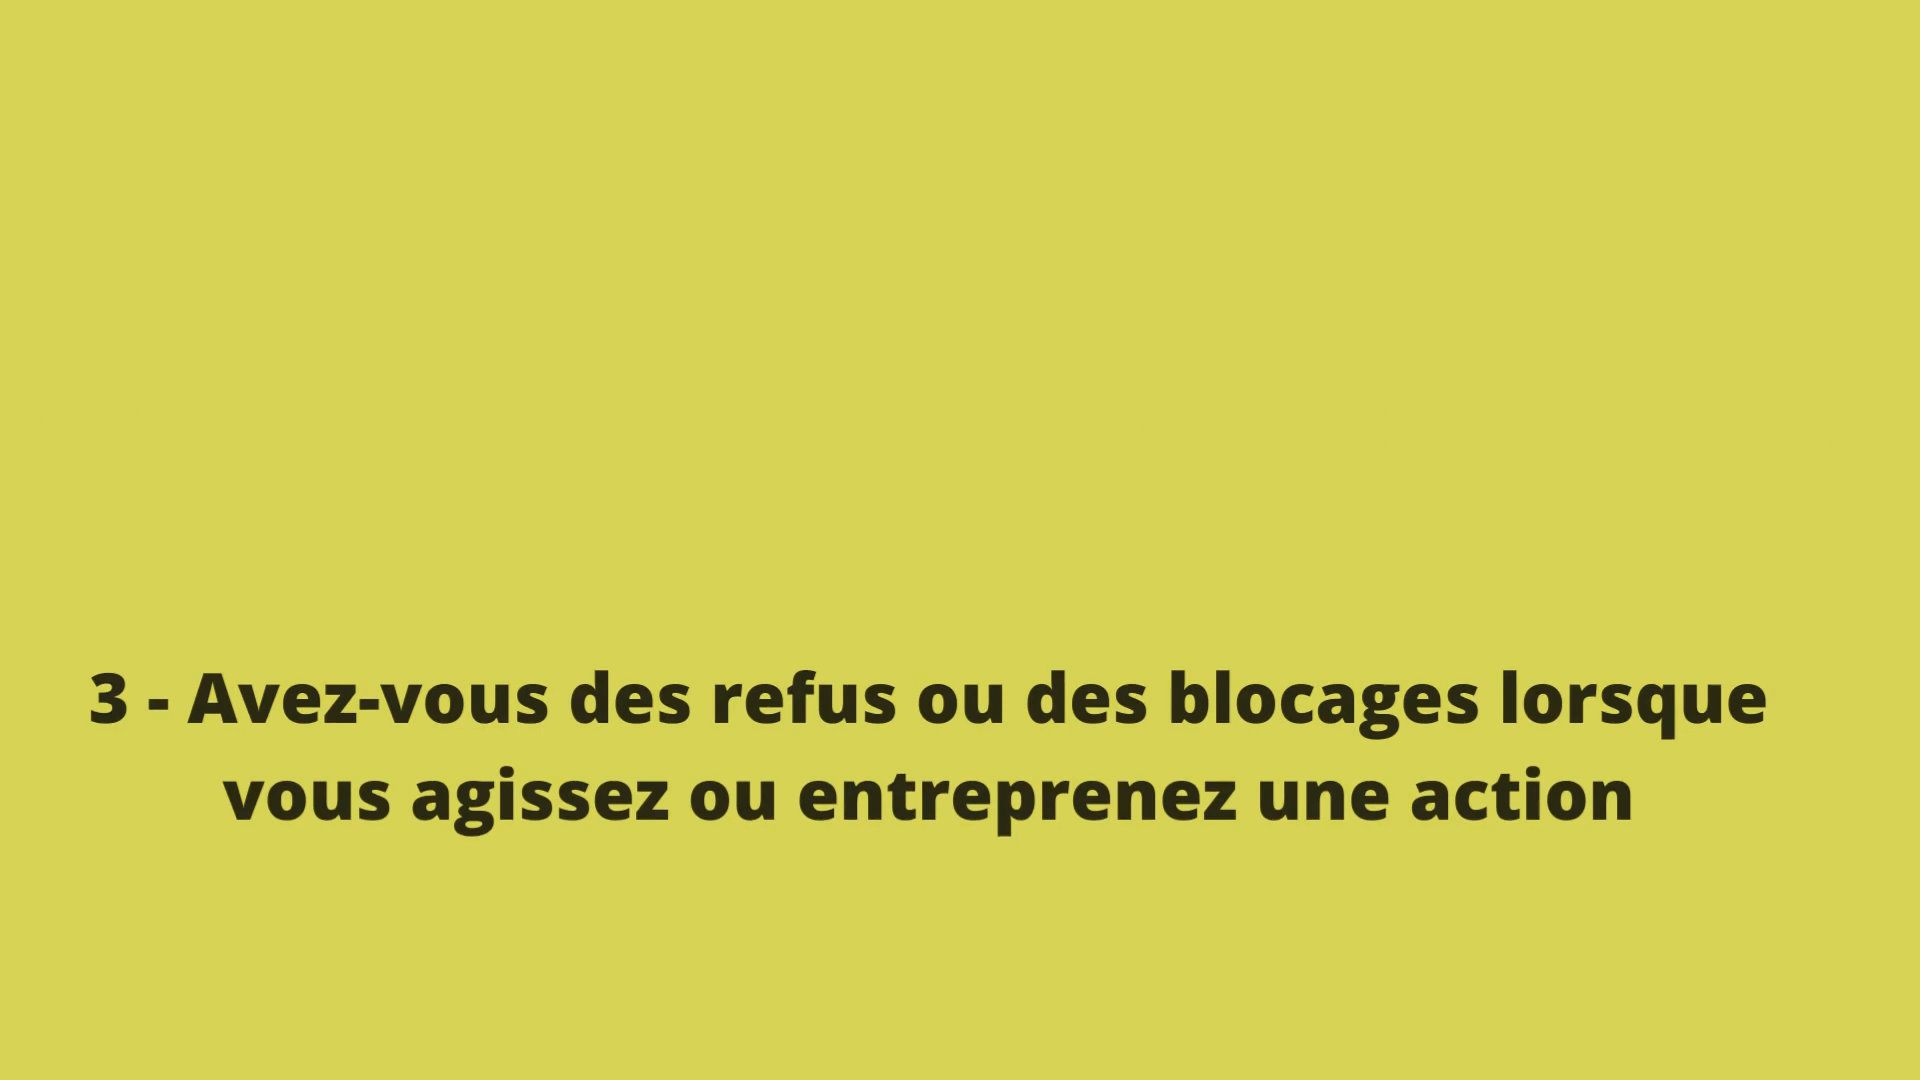 3 - Avez-vous des refus ou des blocages lorsque
vous agissez ou entreprenez une action